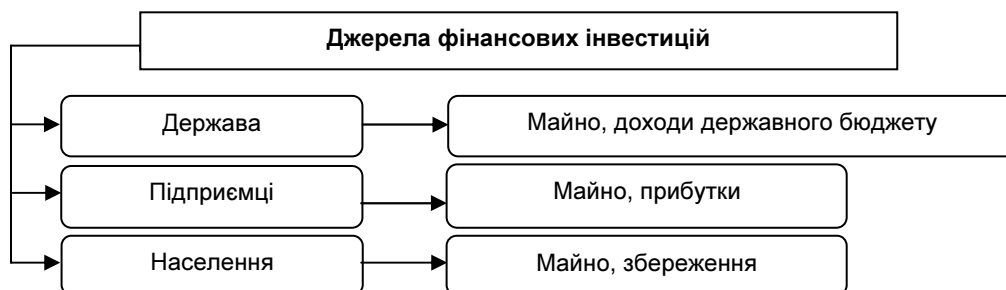 Джерела фінансових інвестицій
Держава
Майно, доходи державного бюджету
Підприємці
Майно, прибутки
Населення
Майно, збереження